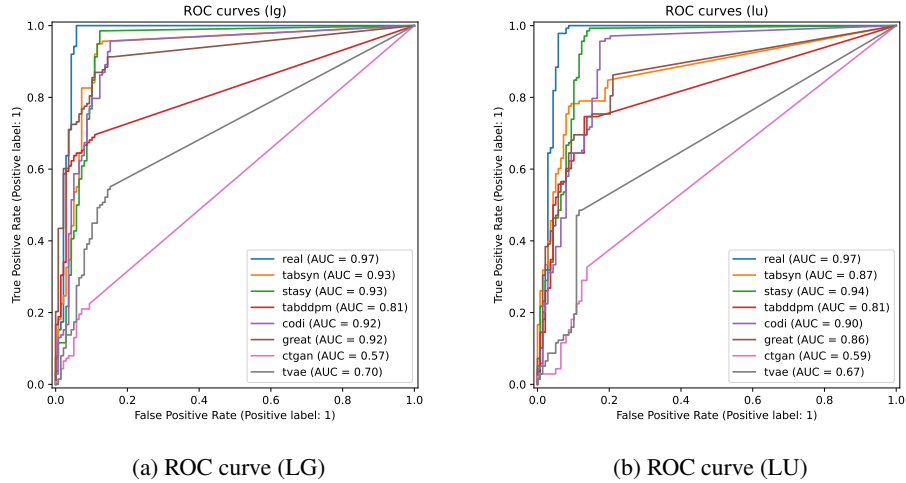 ROC curves (lg)
True Positive Rate (Positive label: 1)
1.0
0.8
0.6
0.4
0.2
0.0
real (AUC = 0.97)
tabsyn (AUC = 0.93)
stasy (AUC = 0.93)
tabddpm (AUC = 0.81)
codi (AUC = 0.92)
great (AUC = 0.92)
ctgan (AUC = 0.57)
tvae (AUC = 0.70)
0.0 0.2 0.4 0.6 0.8 1.0
False Positive Rate (Positive label: 1)
(a) ROC curve (LG)
ROC curves (lu)
True Positive Rate (Positive label: 1)
1.0
0.8
0.6
0.4
0.2
0.0
real (AUC = 0.97)
tabsyn (AUC = 0.87)
stasy (AUC = 0.94)
tabddpm (AUC = 0.81)
codi (AUC = 0.90)
great (AUC = 0.86)
ctgan (AUC = 0.59)
tvae (AUC = 0.67)
0.0 0.2 0.4 0.6 0.8 1.0
False Positive Rate (Positive label: 1)
(b) ROC curve (LU)